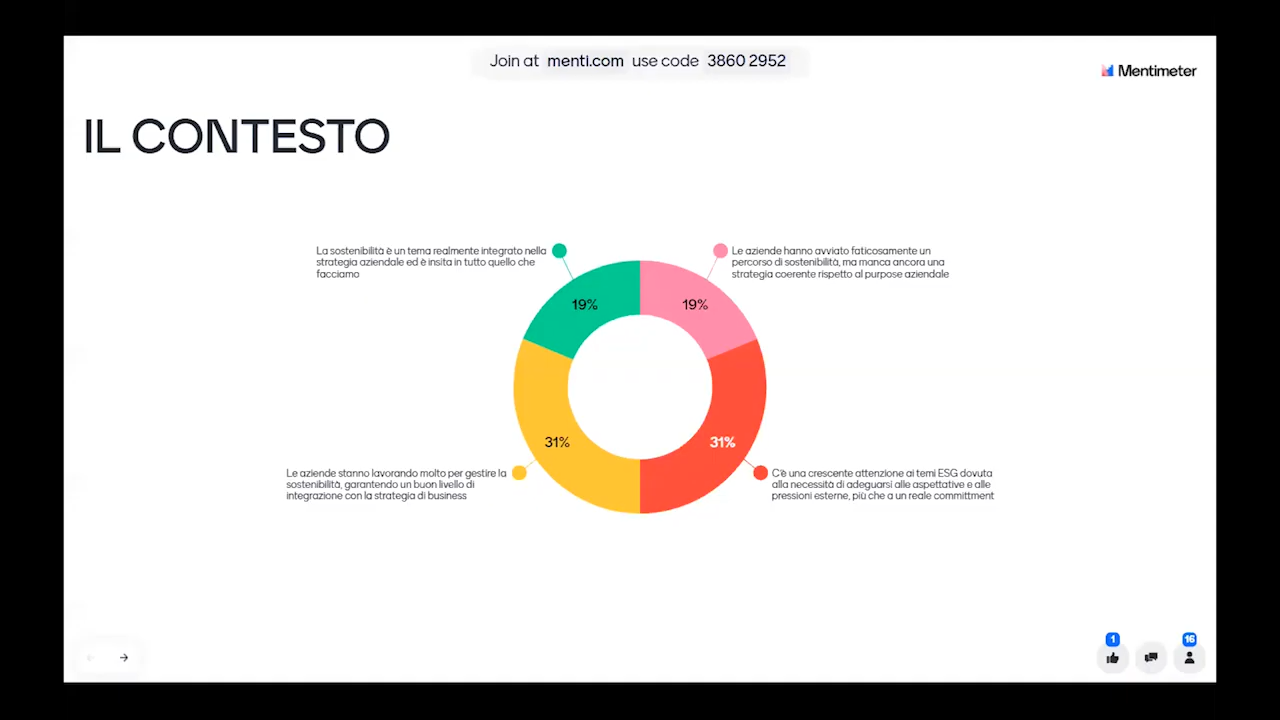 Join at menti.com use code 3860 2952
Mentimeter
IL CONTESTO
La sostenibilità è un tema realmente integrato nella
strategia aziendale ed è insita in tutto quello che
facciamo
Le aziende hanno avviato faticosamente un
percorso di sostenibilità, ma manca ancora una
strategia coerente rispetto al purpose aziendale
19%
19%
31%
31%
Le aziende stanno lavorando molto per gestire la
sostenibilità, garantendo un buon livello di
integrazione con la strategia di business
C'è una crescente attenzione ai temi ESG dovuta
alla necessità di adeguarsi alle aspettative e alle
pressioni esterne, più che a un reale committment
1
16